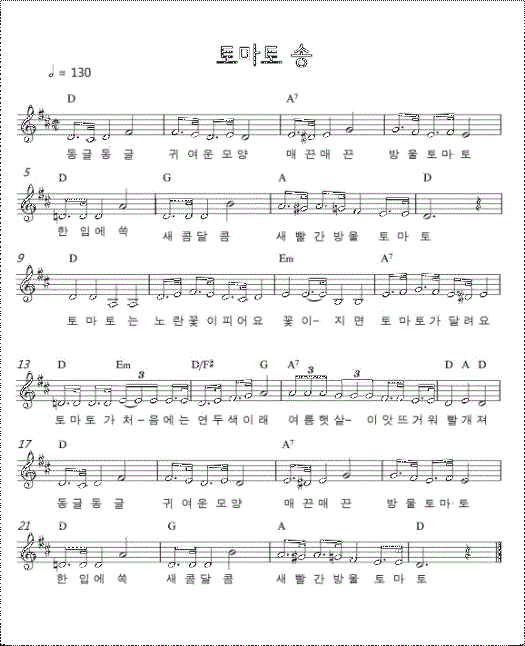 토마토 송
𝅗𝅥 = 130
D A7
동글 동글 귀 여운 모양 매 끈매 끈 방울 토마토
5 D G A D
한 입에 쏙 새 콤달 콤 새 빨 간 방울 토 마 토
9 D Em A7
토 마 토 는 노 란 꽃 이 피어 요 꽃 이- 지 면 토 마 토 가 달 려 요
13 D Em 3 D/F# G A7 3 3 D A D
토 마 토 가 처-음 에는 연 두 색 이래 여 름 햇 살- 이 앗 뜨 거 워 빨 개 져
17 D A7
동글 동글 귀 여운 모양 매 끈매 끈 방울 토마토
21 D G A D
한 입에 쏙 새 콤달 콤 새 빨 간 방울 토 마 토